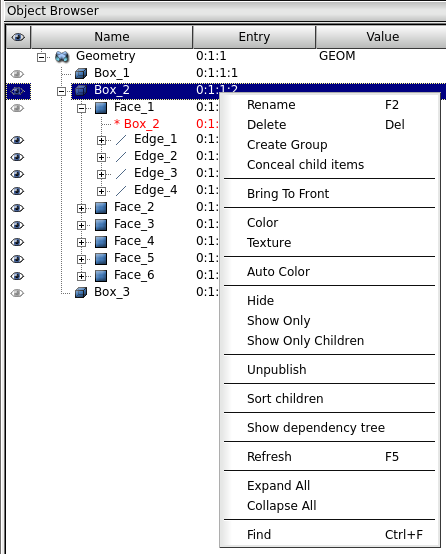 Object Browser
Name Entry Value
Geometry 0:1:1 GEOM
Box_1 0:1:1:1
Box_2 0:1:1:2
Face_1 0:1:
* Box_2 0:1:
Edge_1 0:1:
Edge_2 0:1:
Edge_3 0:1:
Edge_4 0:1:
Face_2 0:1:
Face_3 0:1:
Face_4 0:1:
Face_5 0:1:
Face_6 0:1:
Box_3 0:1:
Rename F2
Delete Del
Create Group
Conceal child items
Bring To Front
Color
Texture
Auto Color
Hide
Show Only
Show Only Children
Unpublish
Sort children
Show dependency tree
Refresh F5
Expand All
Collapse All
Find Ctrl+F